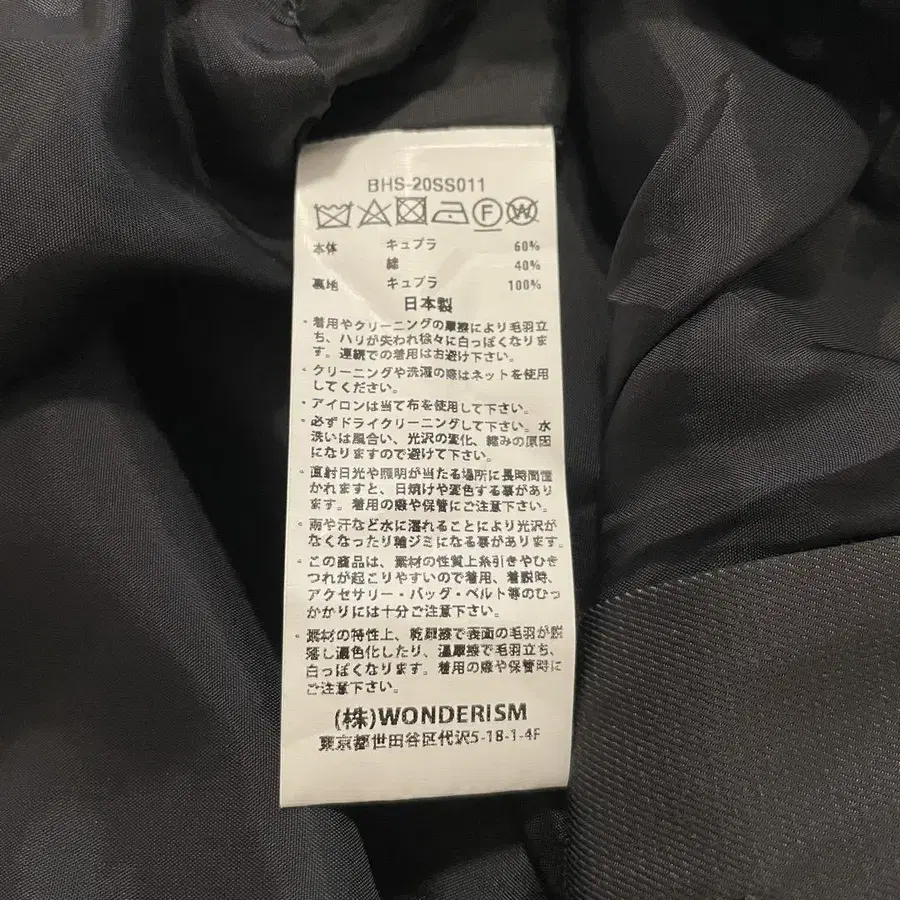 BHS-20SS011
F W
本体 キュプラ 60%
綿 40%
裏地 キュプラ 100%
日本製
・着用やクリーニングの摩擦により毛羽立
ち、ハリが失われ徐々に白っぽくなりま
す。連続での着用はお避け下さい。
・クリーニングや洗濯の際はネットを使用
してください。
・アイロンは当て布を使用して下さい。
・必ずドライクリーニングして下さい。水
洗いは風合い、光沢の変化、縮みの原因
になりますので避けて下さい。
・直射日光や照明が当たる場所に長時間置
かれますと、日焼けや変色する事があり
ます。着用の際や保管にご注意下さい。
・雨や汗など水に濡れることにより光沢が
なくなったり輪ジミになる事があります。
・この商品は、素材の性質上糸引きやひき
つれが起こりやすいので着用、着脱時、
アクセサリー・バッグ・ベルト等のひっ
かかりには十分ご注意下さい。
・素材の特性上、乾摩擦で表面の毛羽が脱
落し濃色化したり、湿摩擦で毛羽立ち、
白っぽくなります。着用の際や保管時に
ご注意下さい。
(株)WONDERISM
東京都世田谷区代沢5-18-1-4F